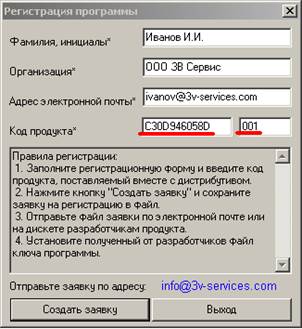 Регистрация программы
Фамилия, инициалы* Иванов И.И.
Организация* ООО ЗВ Сервис
Адрес электронной почты* ivanov@3v-services.com
Код продукта* C30D946058D 001
Правила регистрации:
1. Заполните регистрационную форму и введите код
продукта, поставляемый вместе с дистрибутивом.
2. Нажмите кнопку "Создать заявку" и сохраните
заявку на регистрацию в файл.
3. Отправьте файл заявки по электронной почте или
на дискете разработчикам продукта.
4. Установите полученный от разработчиков файл
ключа программы.
Отправьте заявку по адресу: info@3v-services.com
Создать заявку Выход